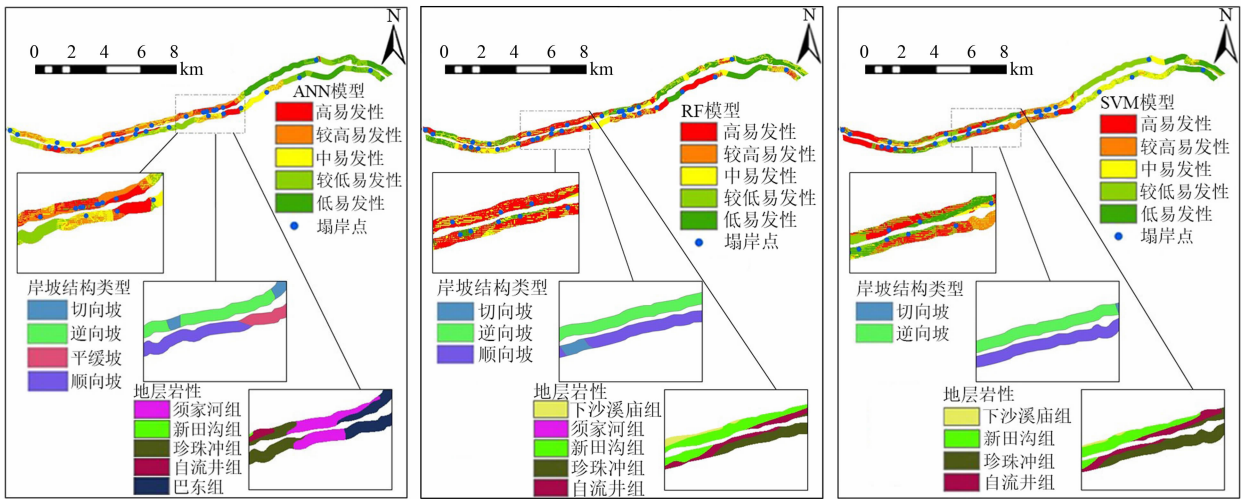 N
0 2 4 6 8
km
ANN模型
高易发性
较高易发性
中易发性
较低易发性
低易发性
塌岸点
岸坡结构类型
切向坡
逆向坡
平缓坡
顺向坡
地层岩性
须家河组
新田沟组
珍珠冲组
自流井组
巴东组
N
0 2 4 6 8
km
RF模型
高易发性
较高易发性
中易发性
较低易发性
低易发性
塌岸点
岸坡结构类型
切向坡
逆向坡
顺向坡
地层岩性
下沙溪庙组
须家河组
新田沟组
珍珠冲组
自流井组
N
0 2 4 6 8
km
SVM模型
高易发性
较高易发性
中易发性
较低易发性
低易发性
塌岸点
岸坡结构类型
切向坡
逆向坡
地层岩性
下沙溪庙组
新田沟组
珍珠冲组
自流井组